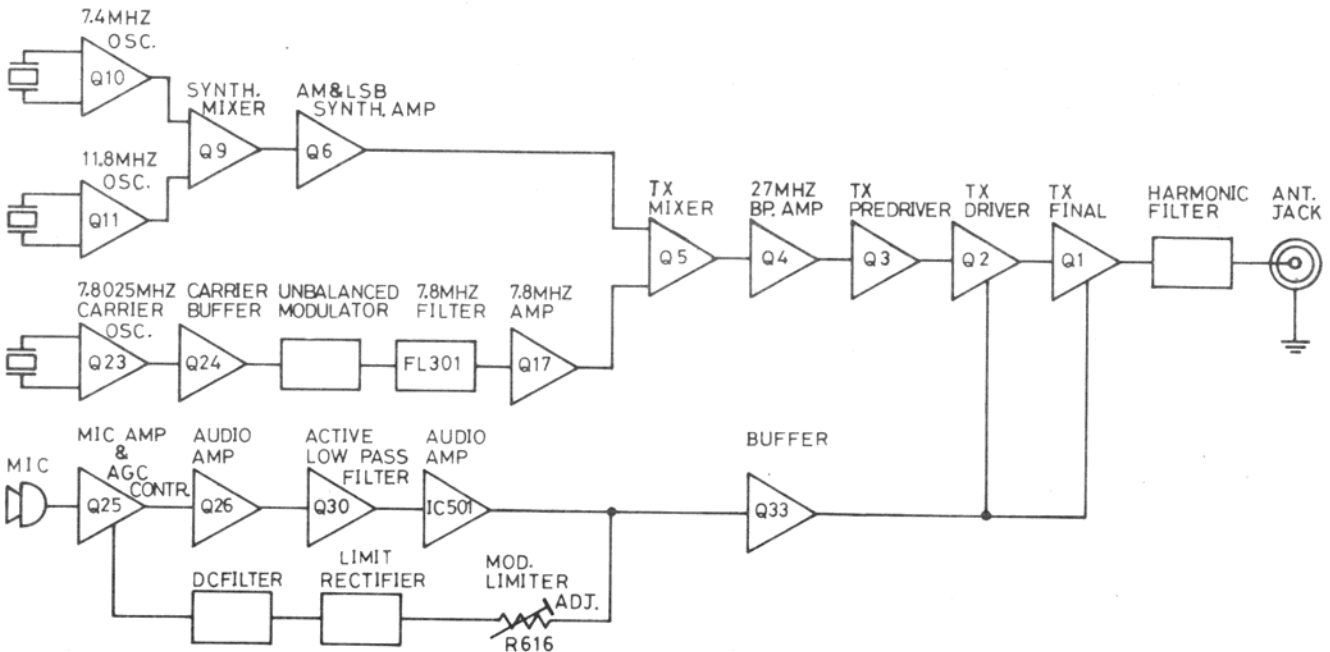 7.4MHZ
OSC.
Q10
SYNTH.
MIXER
Q9
AM&LSB
SYNTH. AMP
Q6
11.8MHZ
OSC.
Q11
TX
MIXER
Q5
27MHZ
BP. AMP
Q4
TX
PREDRIVER
Q3
TX
DRIVER
Q2
TX
FINAL
Q1
HARMONIC
FILTER
ANT.
JACK
7.8025MHZ
CARRIER
OSC.
Q23
CARRIER
BUFFER
Q24
UNBALANCED
MODULATOR
7.8MHZ
FILTER
FL301
7.8MHZ
AMP
Q17
MIC
MIC AMP
&
AGC
CONTR.
Q25
AUDIO
AMP
Q26
ACTIVE
LOW PASS
FILTER
Q30
AUDIO
AMP
IC501
BUFFER
Q33
DCFILTER
LIMIT
RECTIFIER
MOD.
LIMITER
ADJ.
R616